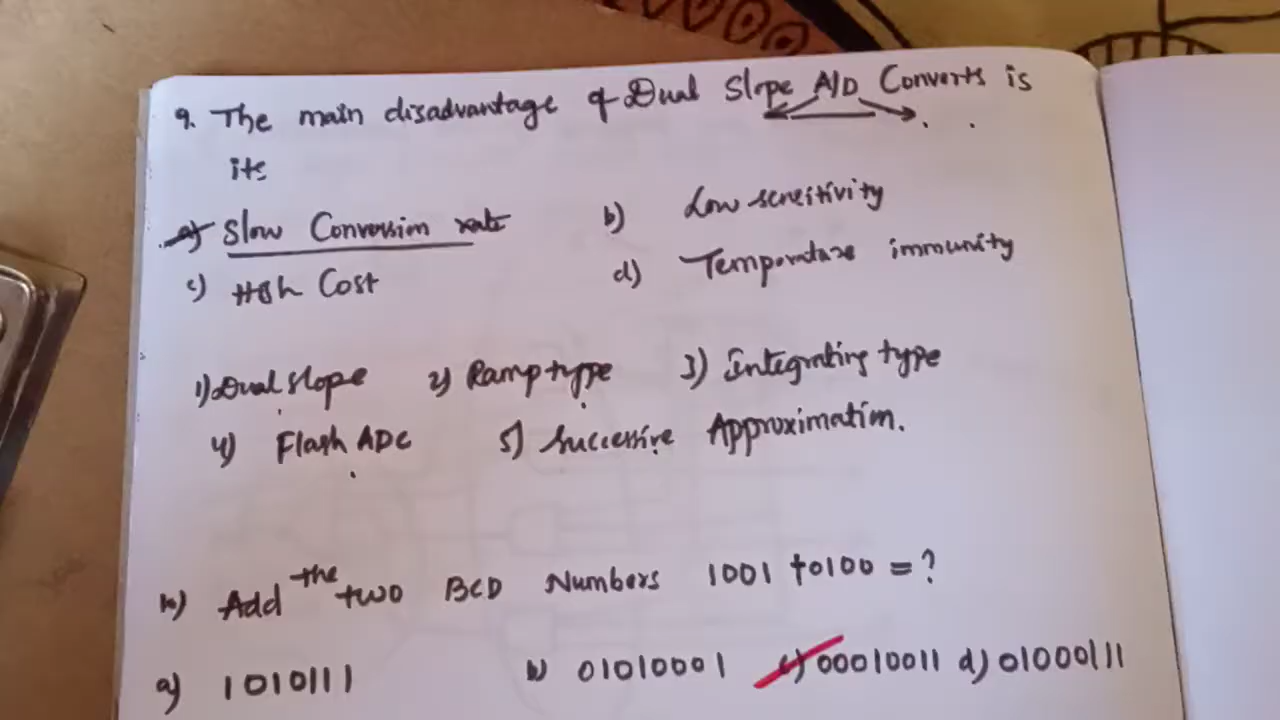 9. The main disadvantage of Dual Slope A/D Converts is
its
a) Slow Conversion rate b) Low sensitivity
c) High Cost d) Temperature immunity
1) Dual slope 2) Ramp type 3) Integrating type
4) Flash ADC 5) Successive Approximation.
10) Add the two BCD Numbers 1001 + 0100 = ?
a) 1010111 b) 01010001 c) 00010011 d) 01000111